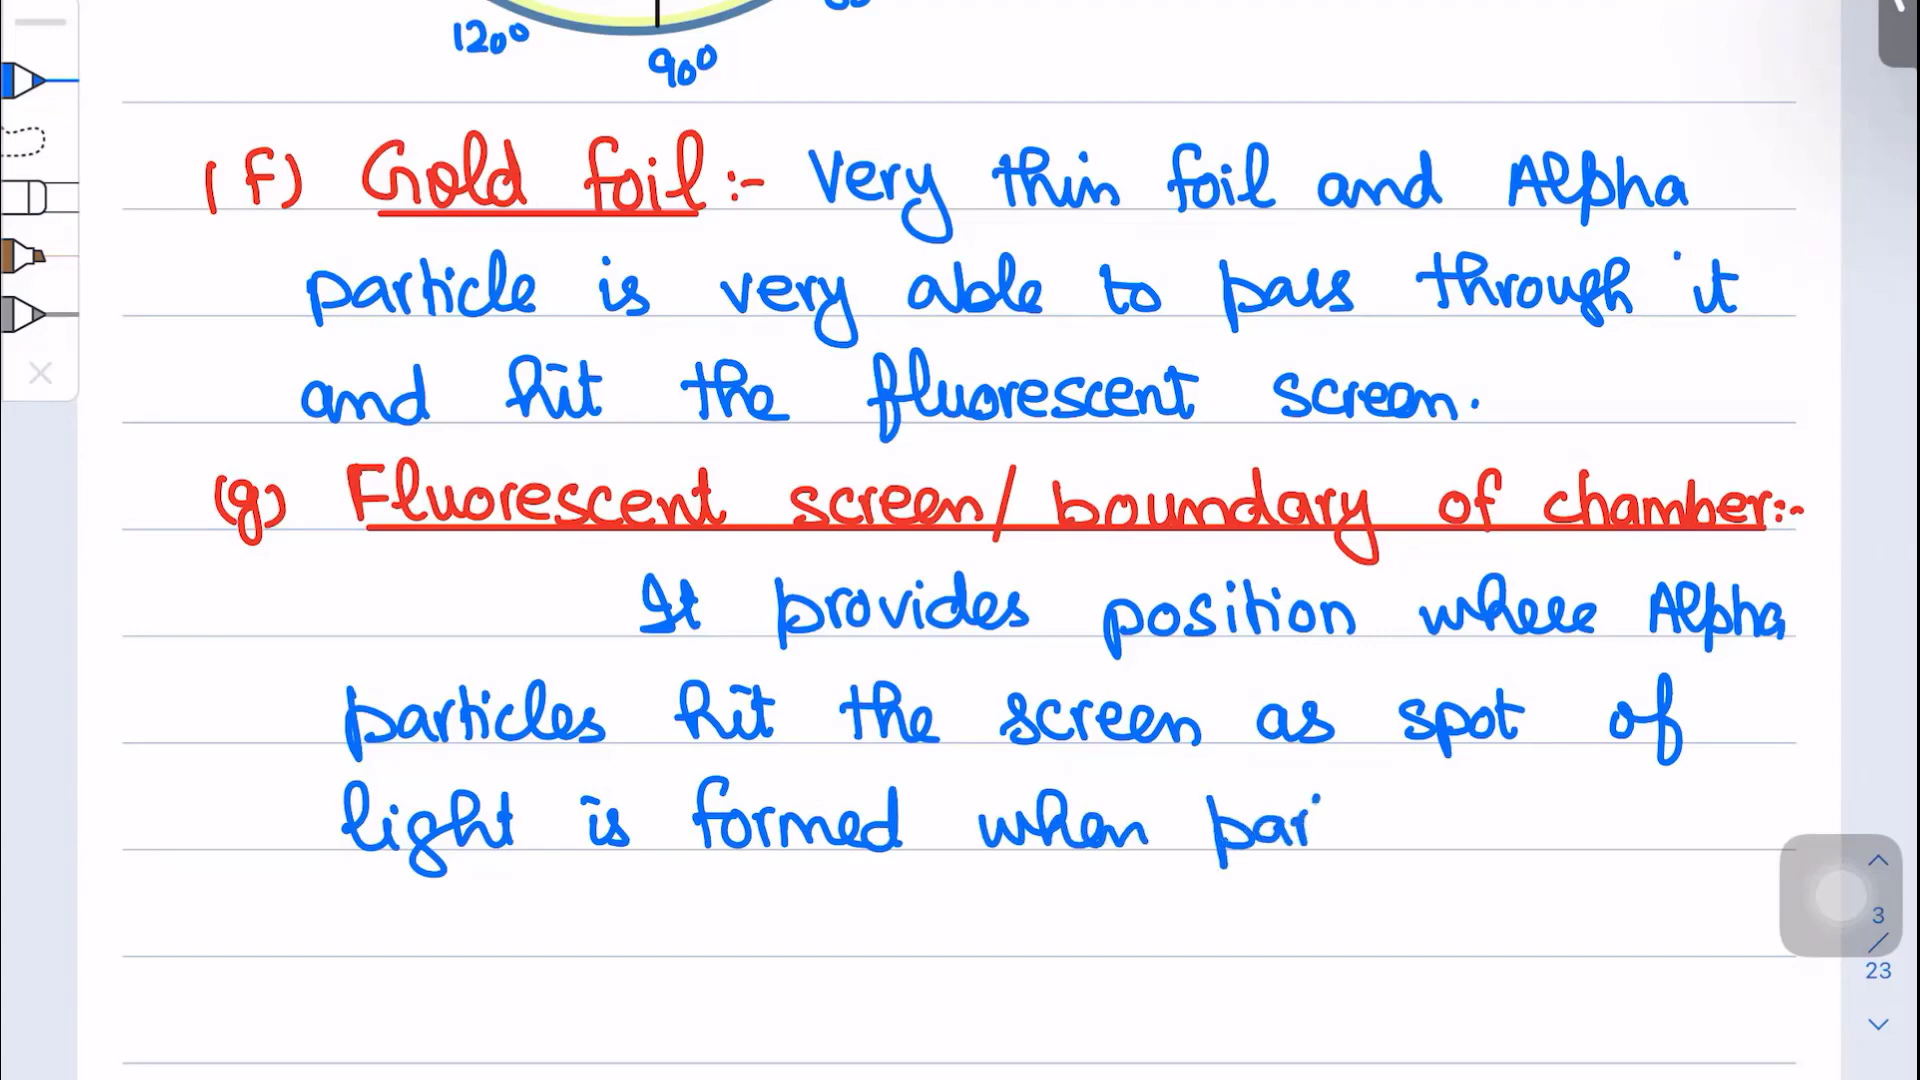 120°
90°
(f) Gold foil:- Very thin foil and Alpha
particle is very able to pass through it
and hit the fluorescent screen.
(g) Fluorescent screen/boundary of chamber:-
It provides position where Alpha
particles hit the screen as spot of
light is formed when par
3
/
23